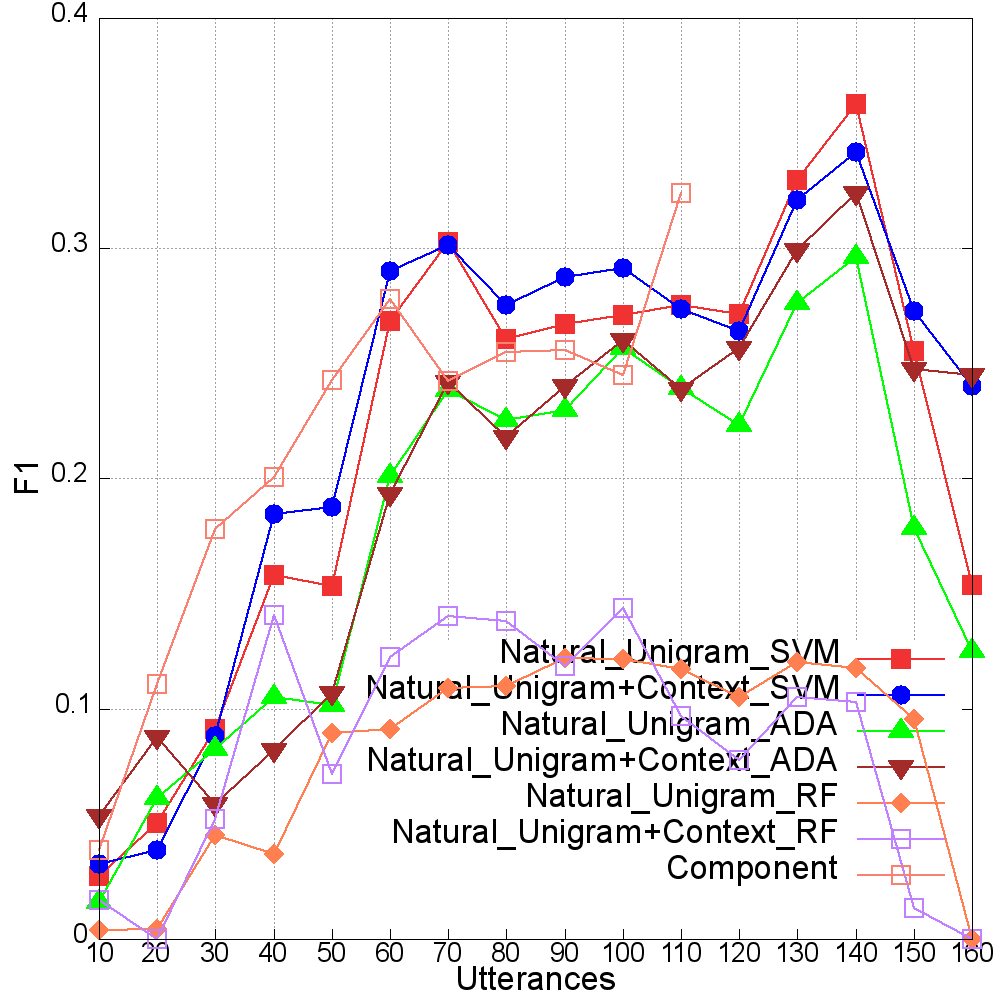 0.4
0.3
0.2
0.1
0
F1
Natural_Unigram_SVM
Natural_Unigram+Context_SVM
Natural_Unigram_ADA
Natural_Unigram+Context_ADA
Natural_Unigram_RF
Natural_Unigram+Context_RF
Component
10 20 30 40 50 60 70 80 90 100 110 120 130 140 150 160
Utterances